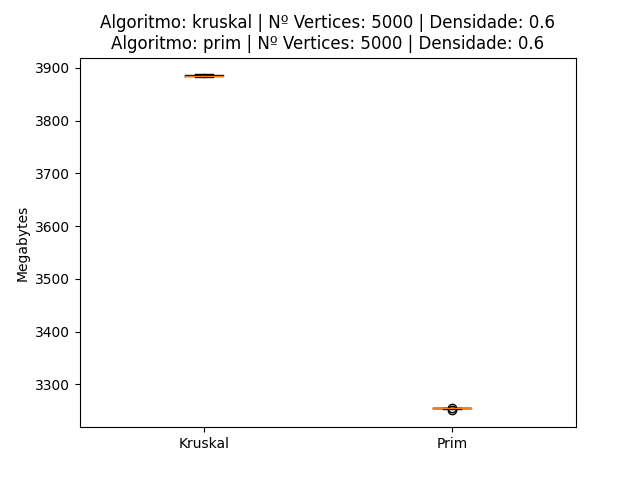 Algoritmo: kruskal | Nº Vertices: 5000 | Densidade: 0.6
Algoritmo: prim | Nº Vertices: 5000 | Densidade: 0.6
3900
3800
3700
3600
3500
3400
3300
Megabytes
Kruskal
Prim